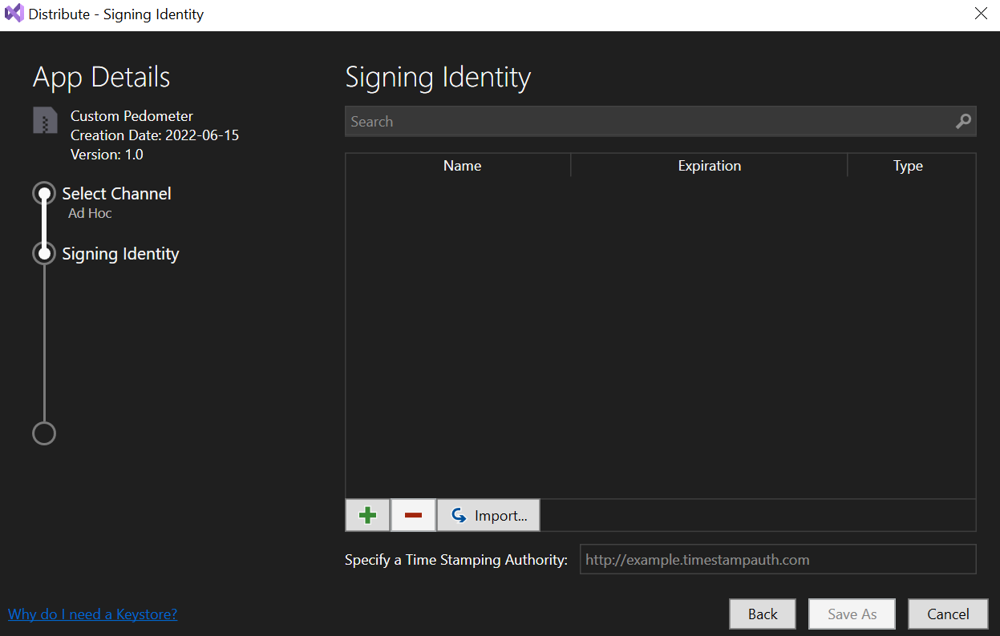 Distribute - Signing Identity
App Details
Custom Pedometer
Creation Date: 2022-06-15
Version: 1.0
Select Channel
Ad Hoc
Signing Identity
Signing Identity
Search
Name Expiration Type
Import...
Specify a Time Stamping Authority: http://example.timestampauth.com
Why do I need a Keystore? Back Save As Cancel